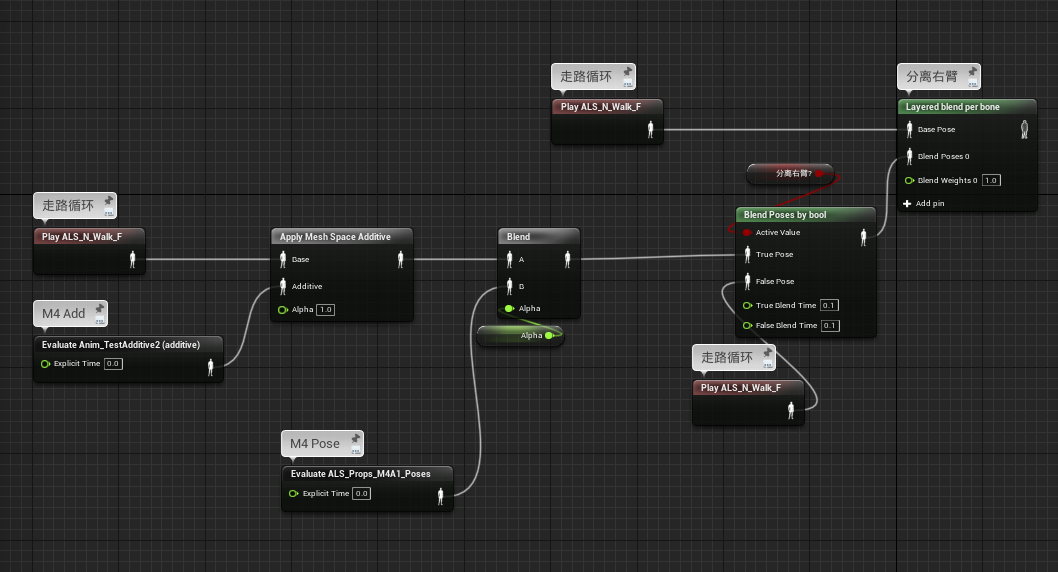 走路循环
Play ALS_N_Walk_F
分离右臂
Layered blend per bone
Base Pose
Blend Poses 0
Blend Weights 0 1.0
Add pin
分离右臂?
Blend Poses by bool
Active Value
True Pose
False Pose
True Blend Time 0.1
False Blend Time 0.1
走路循环
Play ALS_N_Walk_F
Apply Mesh Space Additive
Base
Additive
Alpha 1.0
Blend
A
B
Alpha
Alpha
M4 Add
Evaluate Anim_TestAdditive2 (additive)
Explicit Time 0.0
走路循环
Play ALS_N_Walk_F
M4 Pose
Evaluate ALS_Props_M4A1_Poses
Explicit Time 0.0